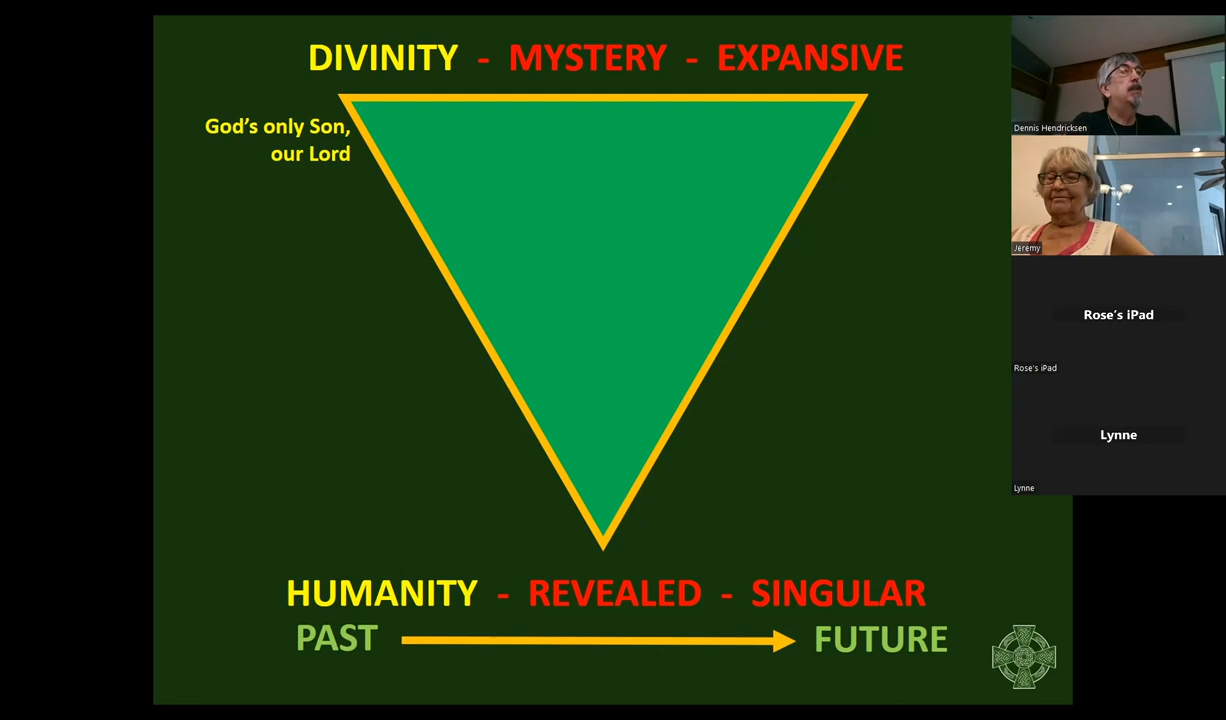 DIVINITY - MYSTERY - EXPANSIVE
God's only Son,
our Lord
HUMANITY - REVEALED - SINGULAR
PAST FUTURE
Dennis Hendricksen
Jeremy
Rose's iPad
Rose's iPad
Lynne
Lynne